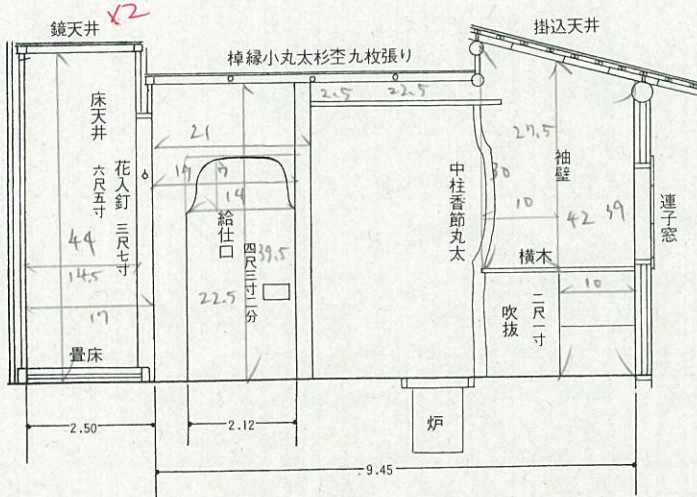 ×2
鏡天井
棹縁小丸太杉杢九枚張り
掛込天井
床天井
六尺五寸
花入釘
三尺七寸
44
14.5
17
畳床
21
17
14
給仕口
四尺三寸二分
39.5
22.5
2.5
22.5
中柱香節丸太
30
27.5
袖壁
10
42
39
連子窓
横木
10
吹抜
二尺一寸
炉
2.50
2.12
9.45